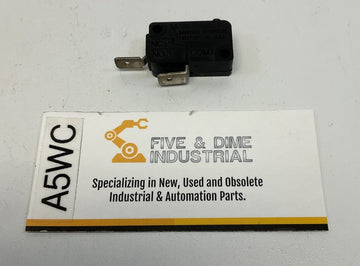 A5WC
FIVE & DIME
INDUSTRIAL
Specializing in New, Used and Obsolete
Industrial & Automation Parts.